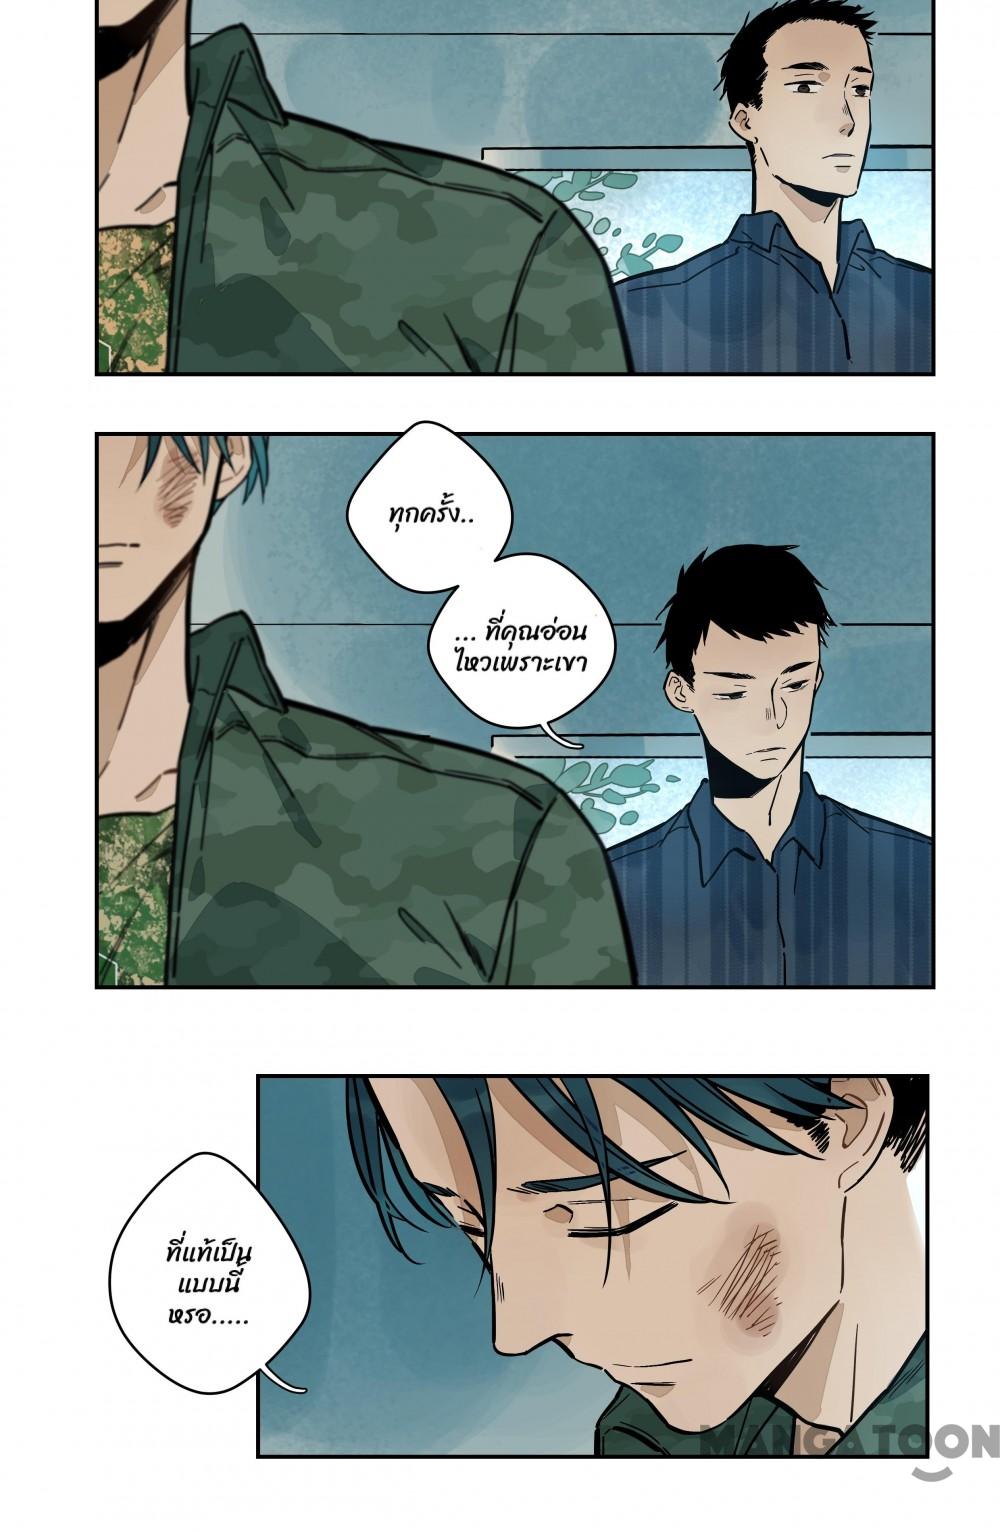 ทุกครั้ง..
... ที่คุณอ่อน
ไหวเพราะเขา
ที่แท้เป็น
แบบนี้
หรอ.....
MANGATOON